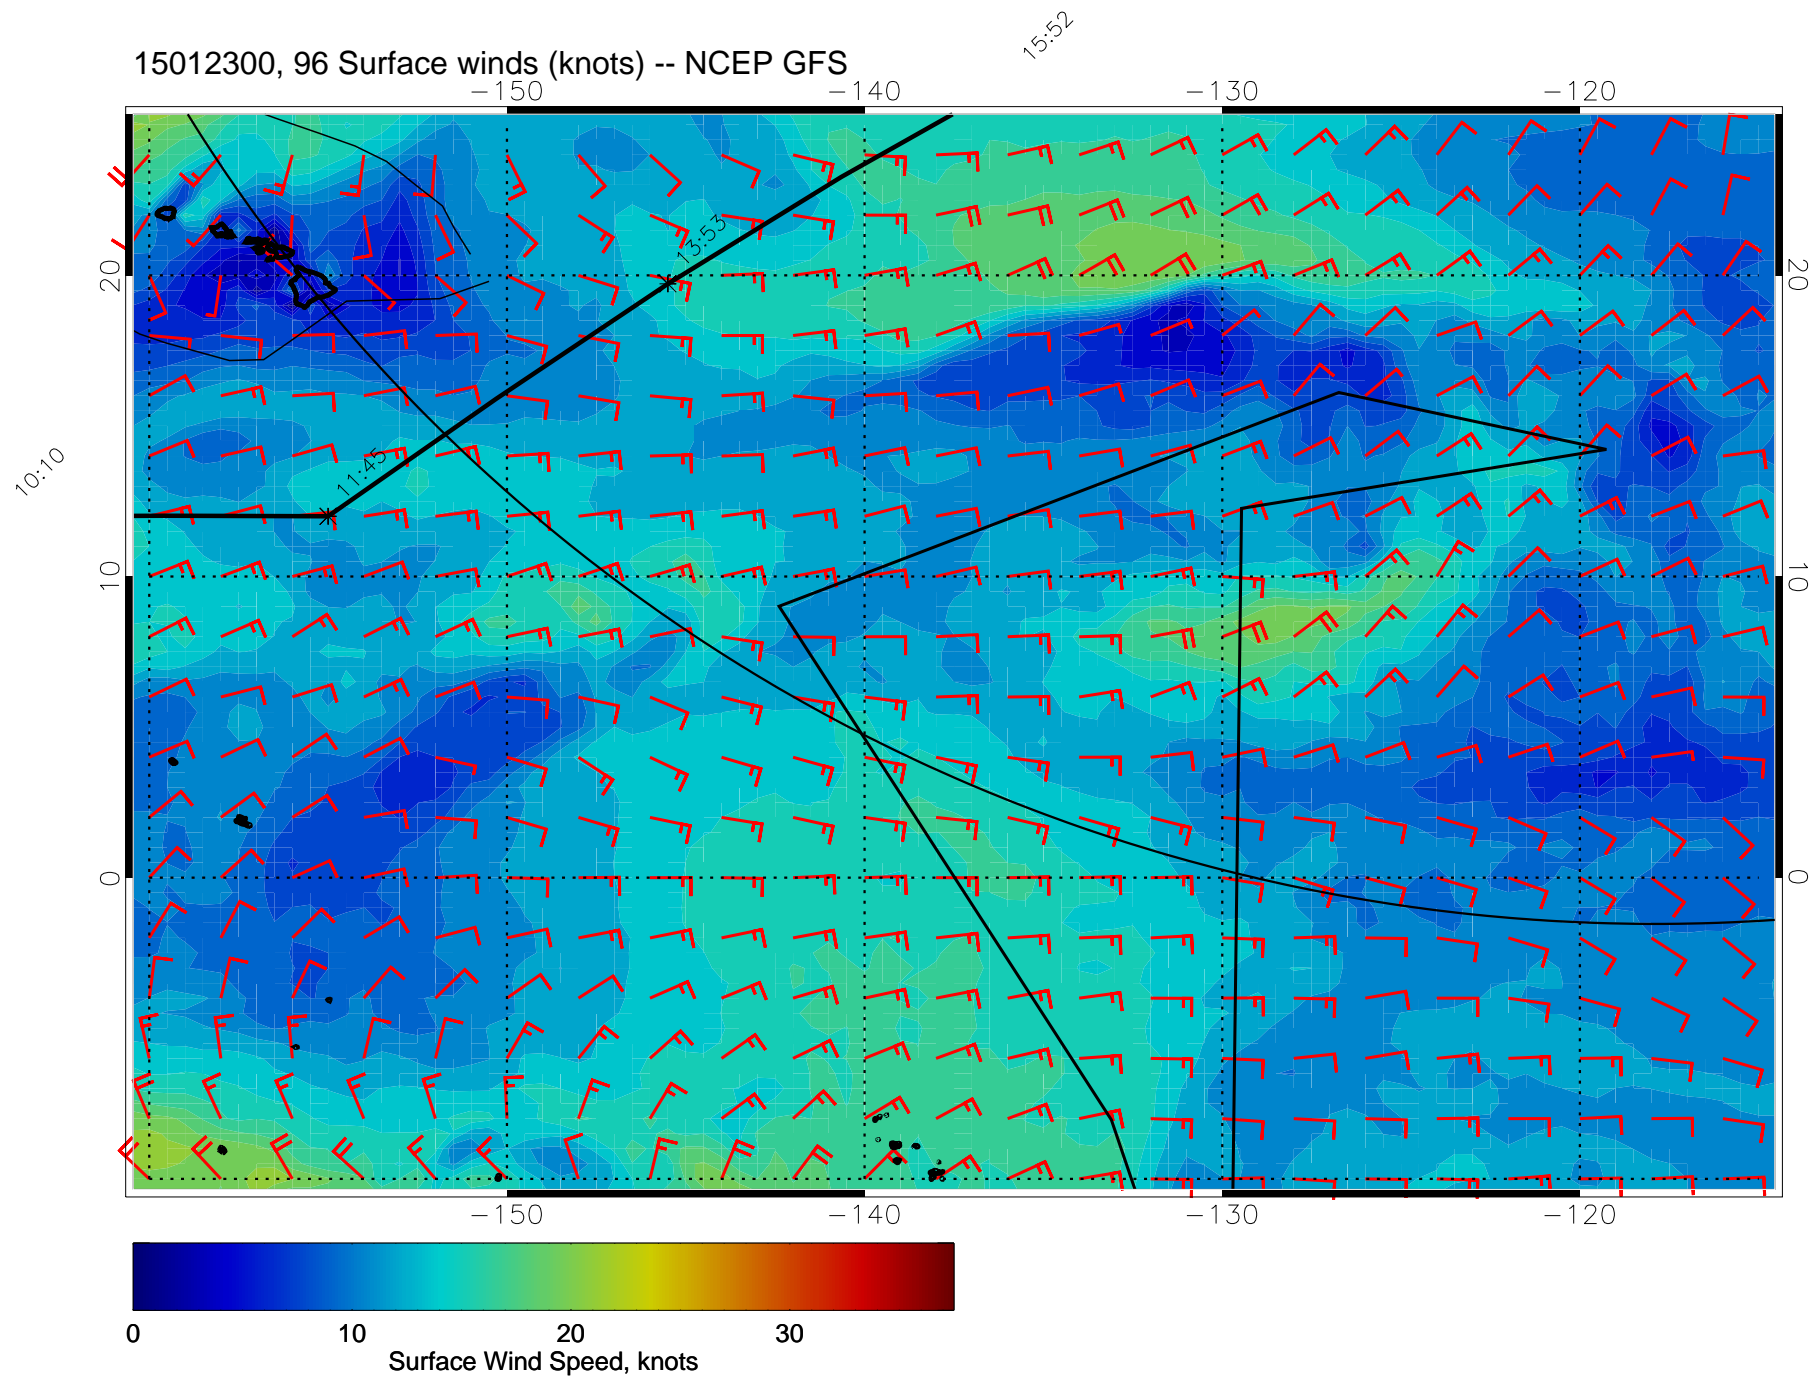 15:52
15012300, 96 Surface winds (knots) -- NCEP GFS
−150 −140 −130 −120
13:53
20 20
11:45
10:10
10 10
0 0
−150 −140 −130 −120
0 10 20 30
Surface Wind Speed, knots